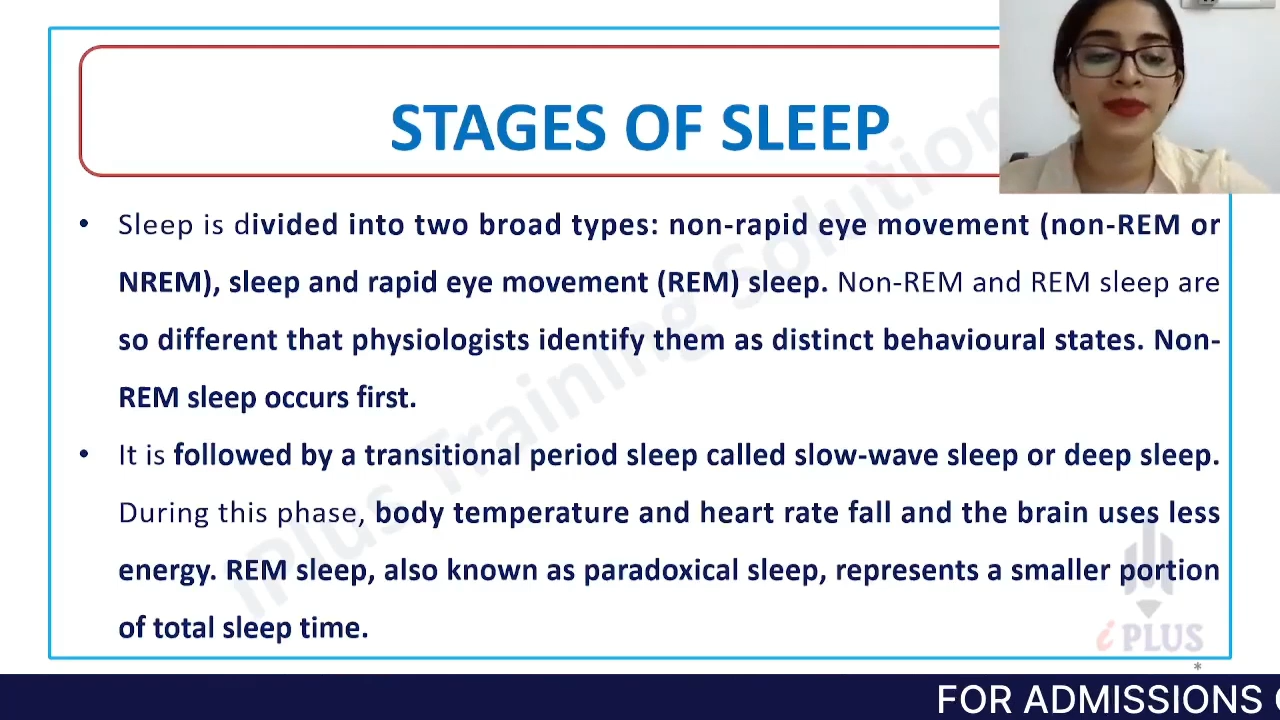 STAGES OF SLEEP
• Sleep is divided into two broad types: non-rapid eye movement (non-REM or
NREM), sleep and rapid eye movement (REM) sleep. Non-REM and REM sleep are
so different that physiologists identify them as distinct behavioural states. Non-
REM sleep occurs first.
• It is followed by a transitional period sleep called slow-wave sleep or deep sleep.
During this phase, body temperature and heart rate fall and the brain uses less
energy. REM sleep, also known as paradoxical sleep, represents a smaller portion
of total sleep time.
iPlus Training Solution
i PLUS
*
FOR ADMISSIONS